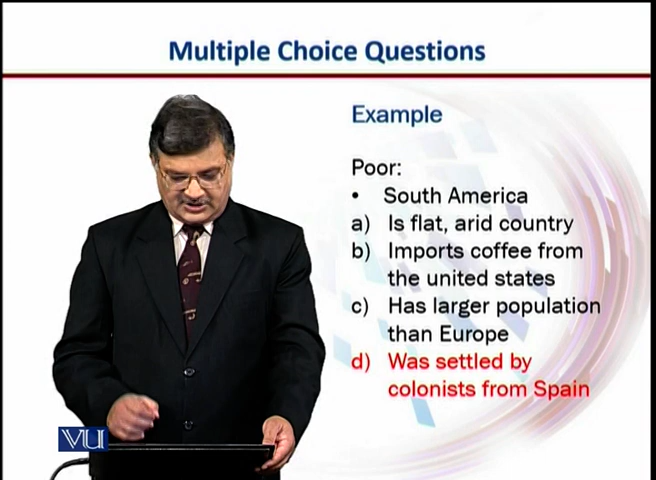 Multiple Choice Questions
Example
Poor:
• South America
a) Is flat, arid country
b) Imports coffee from
the united states
c) Has larger population
than Europe
d) Was settled by
colonists from Spain
VU